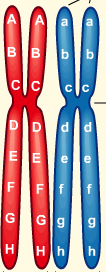 A A a a
B B b b
C C c c
D D d d
E E e e
F F f f
G G g g
H H h h